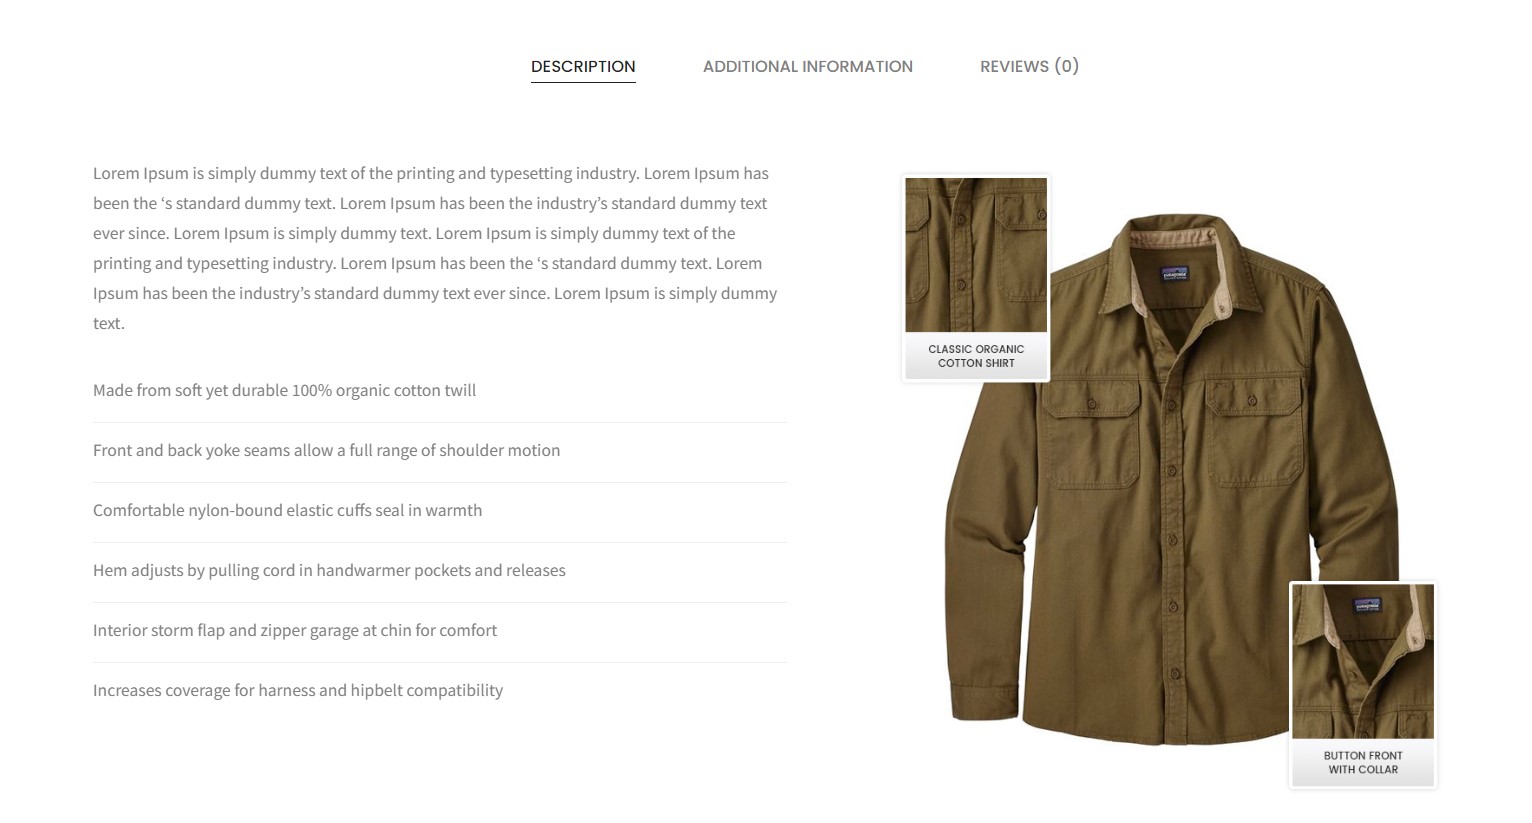 DESCRIPTION ADDITIONAL INFORMATION REVIEWS (0)
Lorem Ipsum is simply dummy text of the printing and typesetting industry. Lorem Ipsum has
been the ‘s standard dummy text. Lorem Ipsum has been the industry’s standard dummy text
ever since. Lorem Ipsum is simply dummy text. Lorem Ipsum is simply dummy text of the
printing and typesetting industry. Lorem Ipsum has been the ‘s standard dummy text. Lorem
Ipsum has been the industry’s standard dummy text ever since. Lorem Ipsum is simply dummy
text.
Made from soft yet durable 100% organic cotton twill
Front and back yoke seams allow a full range of shoulder motion
Comfortable nylon-bound elastic cuffs seal in warmth
Hem adjusts by pulling cord in handwarmer pockets and releases
Interior storm flap and zipper garage at chin for comfort
Increases coverage for harness and hipbelt compatibility
CLASSIC ORGANIC
COTTON SHIRT
patagonia
patagonia
BUTTON FRONT
WITH COLLAR